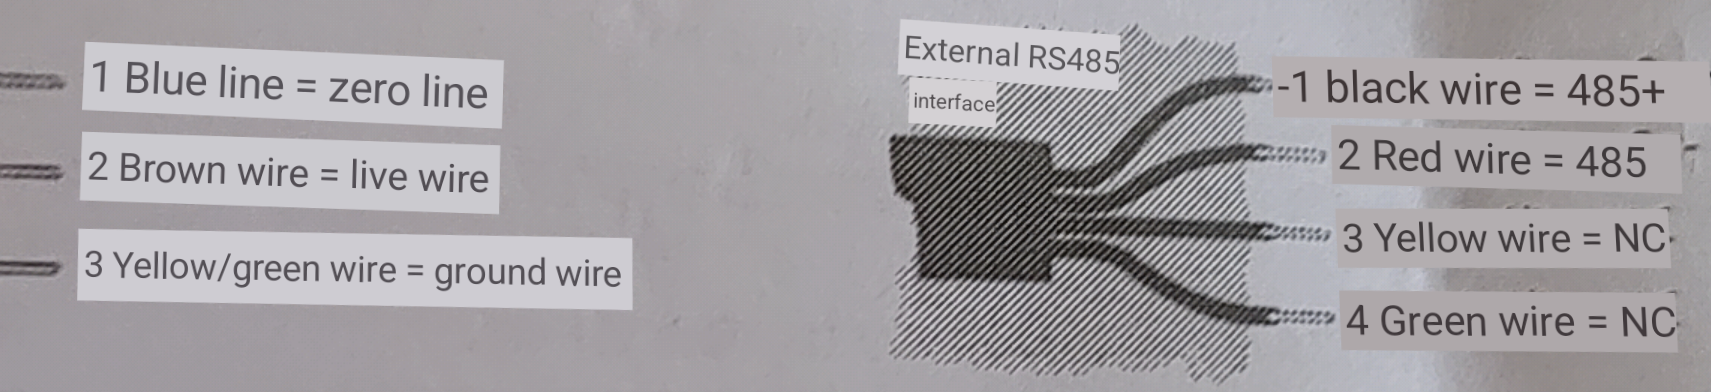 1 Blue line = zero line
2 Brown wire = live wire
3 Yellow/green wire = ground wire
External RS485
interface
-1 black wire = 485+
2 Red wire = 485
3 Yellow wire = NC
4 Green wire = NC